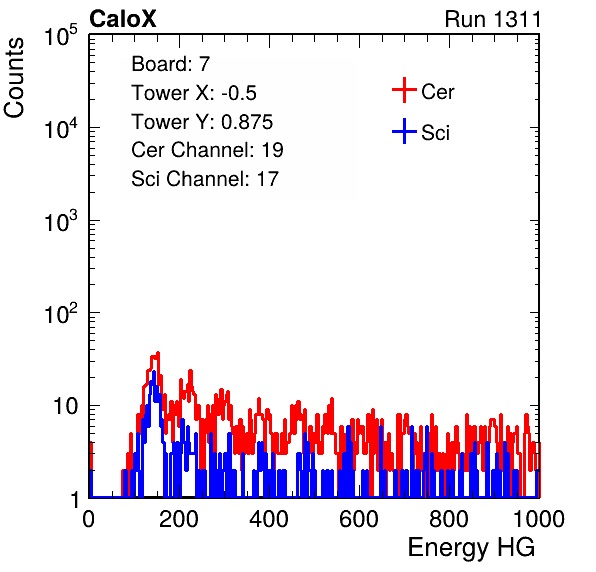 CaloX Run 1311
Counts
Board: 7
Tower X: -0.5
Tower Y: 0.875
Cer Channel: 19
Sci Channel: 17
Cer
Sci
10^5
10^4
10^3
10^2
10
1
0 200 400 600 800 1000
Energy HG